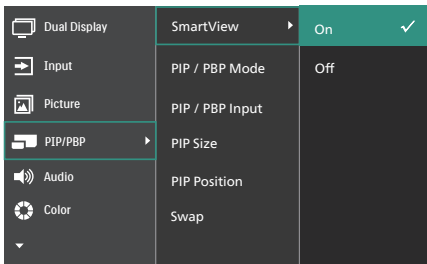 Dual Display
Input
Picture
PIP/PBP
Audio
Color
SmartView
PIP / PBP Mode
PIP / PBP Input
PIP Size
PIP Position
Swap
On
Off